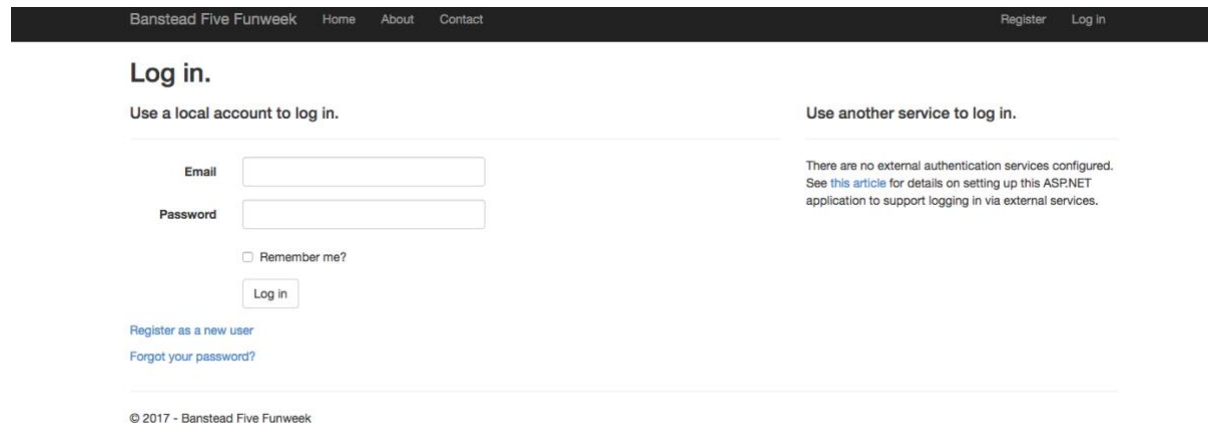 Banstead Five Funweek Home About Contact Register Log in
Log in.
Use a local account to log in.
Email
Password
Remember me?
Log in
Register as a new user
Forgot your password?
Use another service to log in.
There are no external authentication services configured.
See this article for details on setting up this ASP.NET
application to support logging in via external services.
© 2017 - Banstead Five Funweek